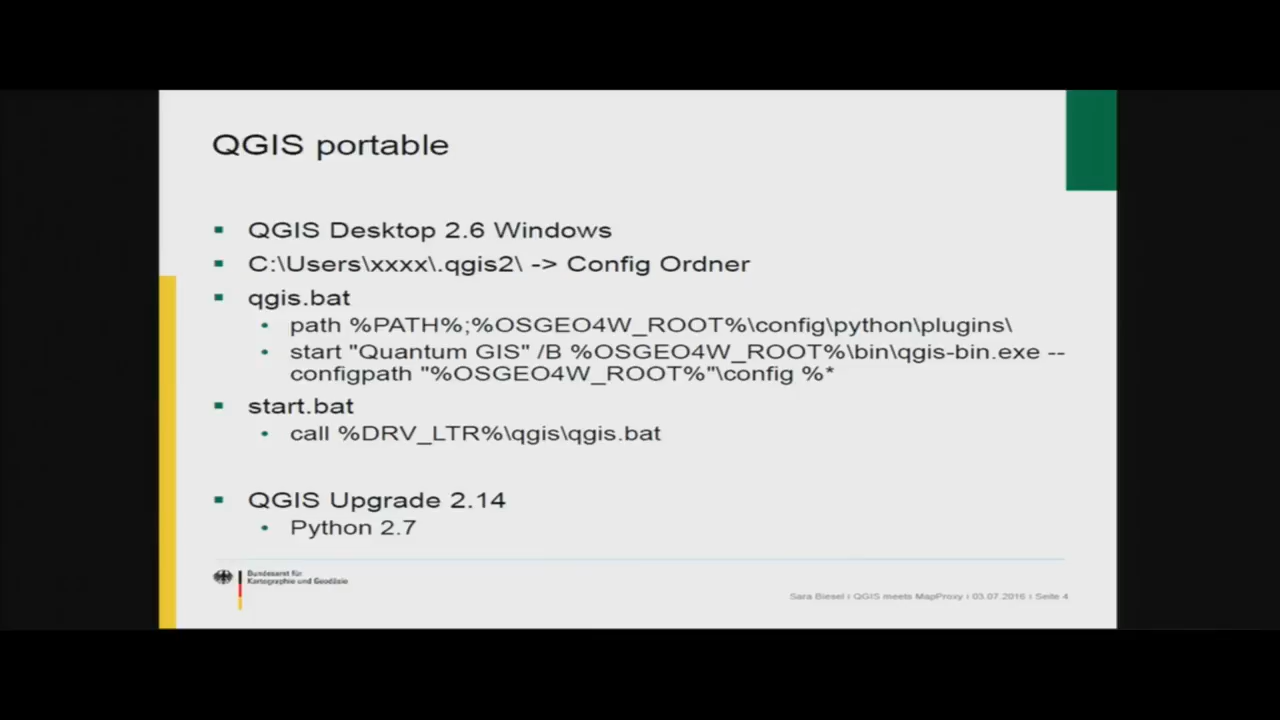 QGIS portable
QGIS Desktop 2.6 Windows
C:\Users\xxxx\.qgis2\ -> Config Ordner
qgis.bat
path %PATH%;%OSGEO4W_ROOT%\config\python\plugins\
start "Quantum GIS" /B %OSGEO4W_ROOT%\bin\qgis-bin.exe --
configpath "%OSGEO4W_ROOT%"\config %*
start.bat
call %DRV_LTR%\qgis\qgis.bat
QGIS Upgrade 2.14
Python 2.7
Bundesamt für
Kartographie und Geodäsie
Sara Biesel I QGIS meets MapProxy I 03.07.2016 I Seite 4